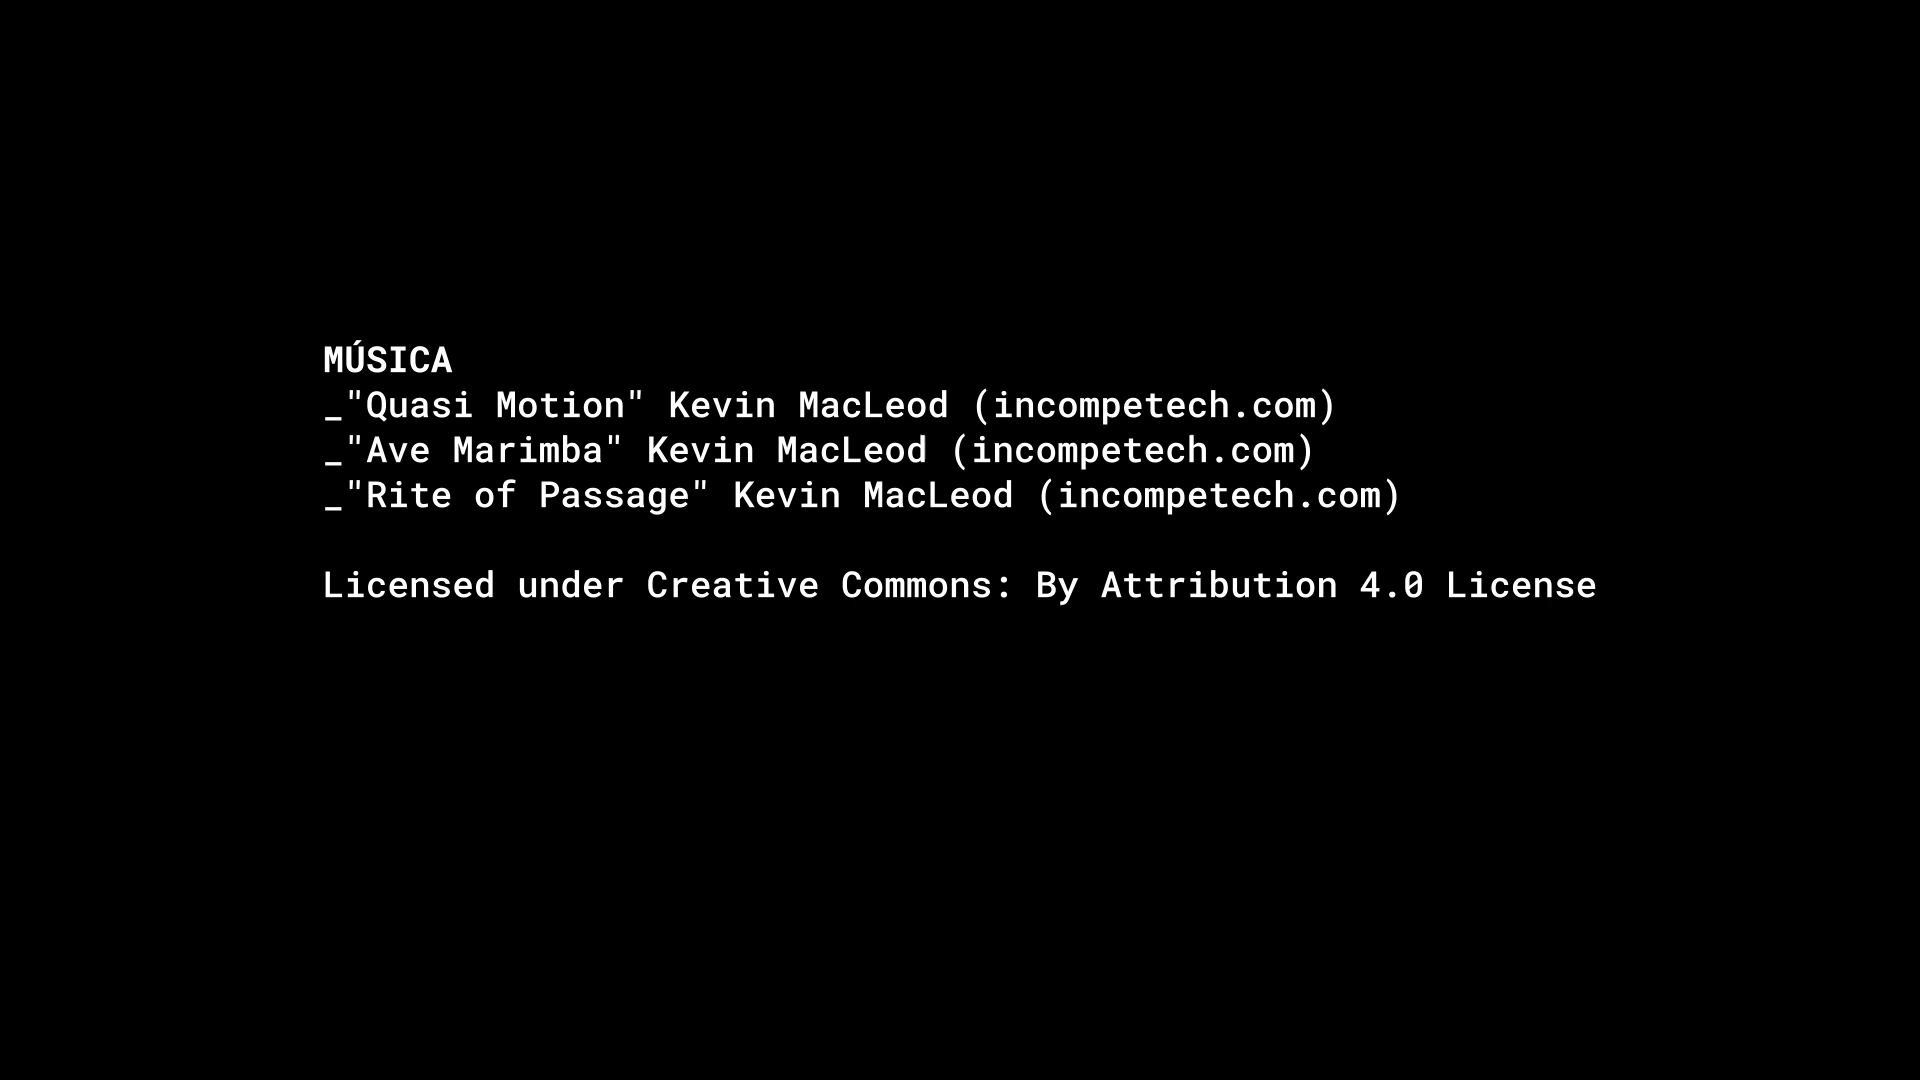 MÚSICA
_"Quasi Motion" Kevin MacLeod (incompetech.com)
_"Ave Marimba" Kevin MacLeod (incompetech.com)
_"Rite of Passage" Kevin MacLeod (incompetech.com)
Licensed under Creative Commons: By Attribution 4.0 License